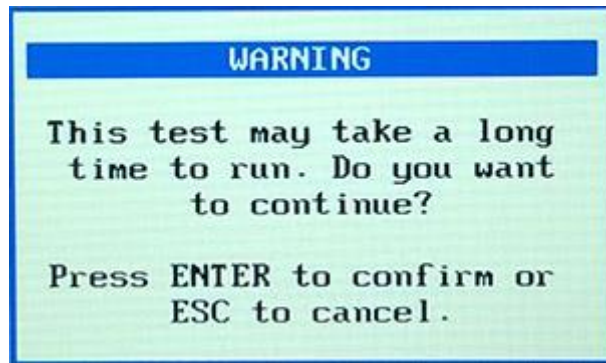 WARNING
This test may take a long
time to run. Do you want
to continue?
Press ENTER to confirm or
ESC to cancel.